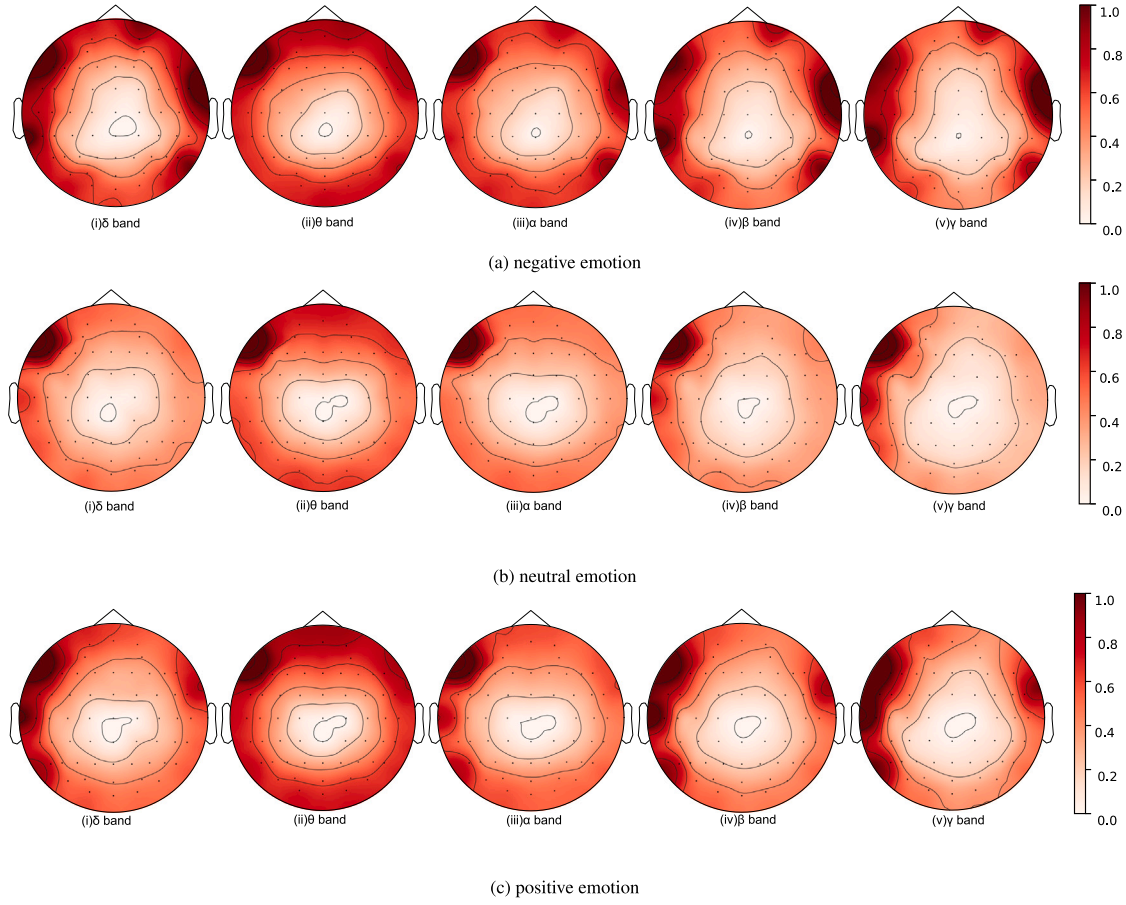 1.0
0.8
0.6
0.4
0.2
0.0
(i)δ band
(ii)θ band
(iii)α band
(iv)β band
(v)γ band
(a) negative emotion
1.0
0.8
0.6
0.4
0.2
0.0
(i)δ band
(ii)θ band
(iii)α band
(iv)β band
(v)γ band
(b) neutral emotion
1.0
0.8
0.6
0.4
0.2
0.0
(i)δ band
(ii)θ band
(iii)α band
(iv)β band
(v)γ band
(c) positive emotion